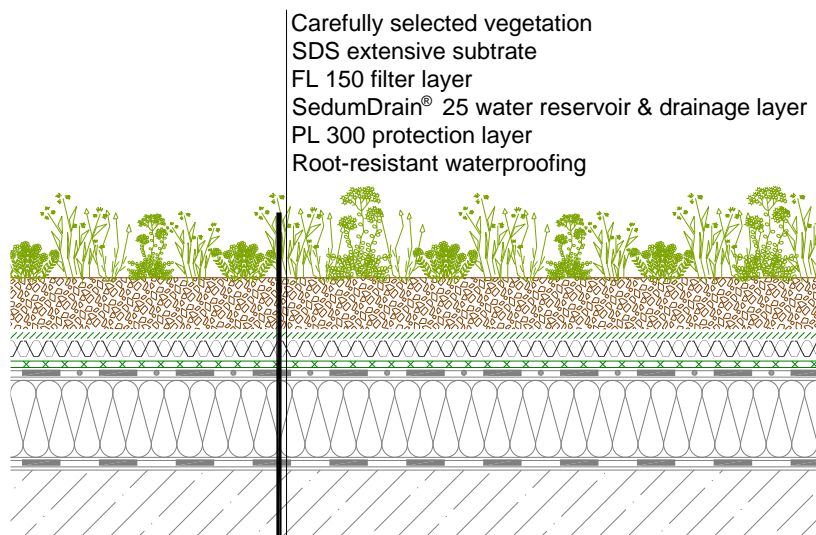 Carefully selected vegetation
SDS extensive subtrate
FL 150 filter layer
SedumDrain® 25 water reservoir & drainage layer
PL 300 protection layer
Root-resistant waterproofing